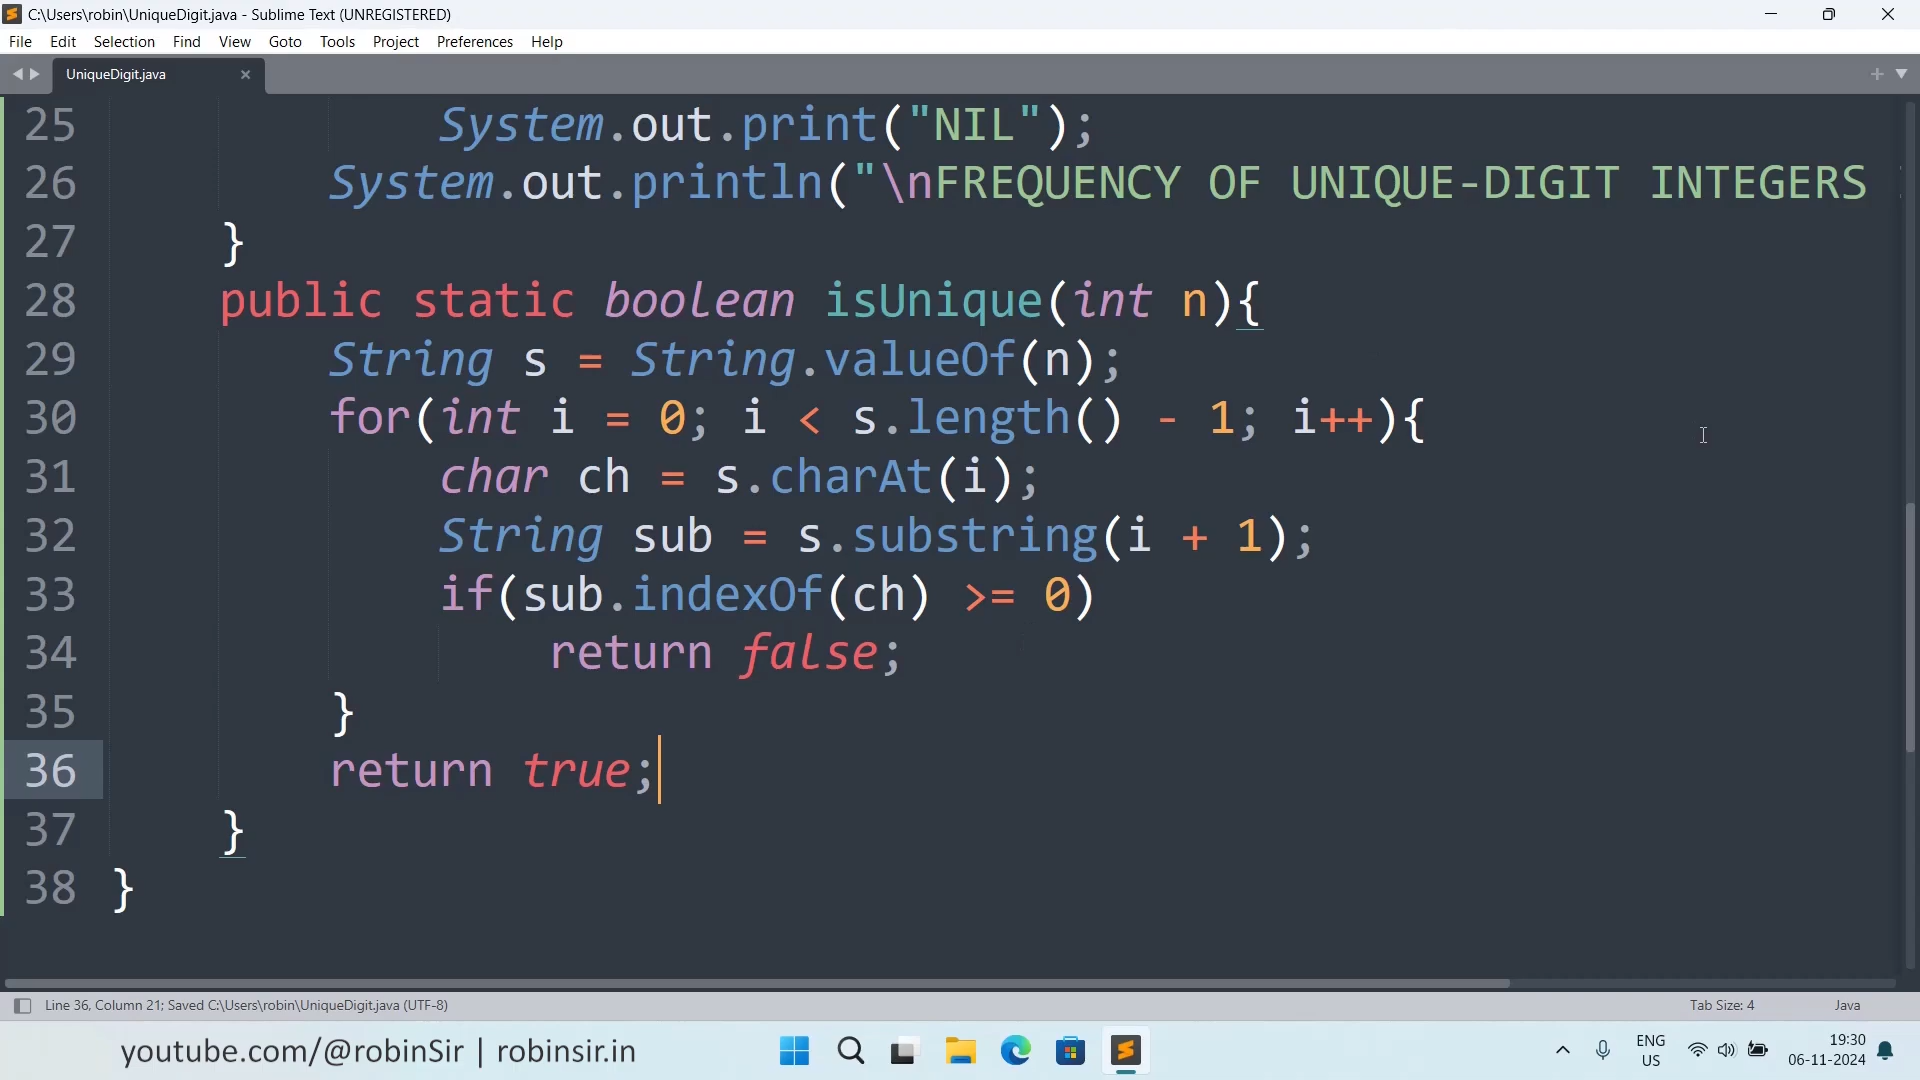 C:\Users\robin\UniqueDigit.java - Sublime Text (UNREGISTERED)
File Edit Selection Find View Goto Tools Project Preferences Help
UniqueDigit.java
25 System.out.print("NIL");
26 System.out.println("\nFREQUENCY OF UNIQUE-DIGIT INTEGERS
27 }
28 public static boolean isUnique(int n){
29 String s = String.valueOf(n);
30 for(int i = 0; i < s.length() - 1; i++){
31 char ch = s.charAt(i);
32 String sub = s.substring(i + 1);
33 if(sub.indexOf(ch) >= 0)
34 return false;
35 }
36 return true;
37 }
38 }
Line 36, Column 21; Saved C:\Users\robin\UniqueDigit.java (UTF-8) Tab Size: 4 Java
youtube.com/@robinSir | robinsir.in
ENG
US
19:30
06-11-2024